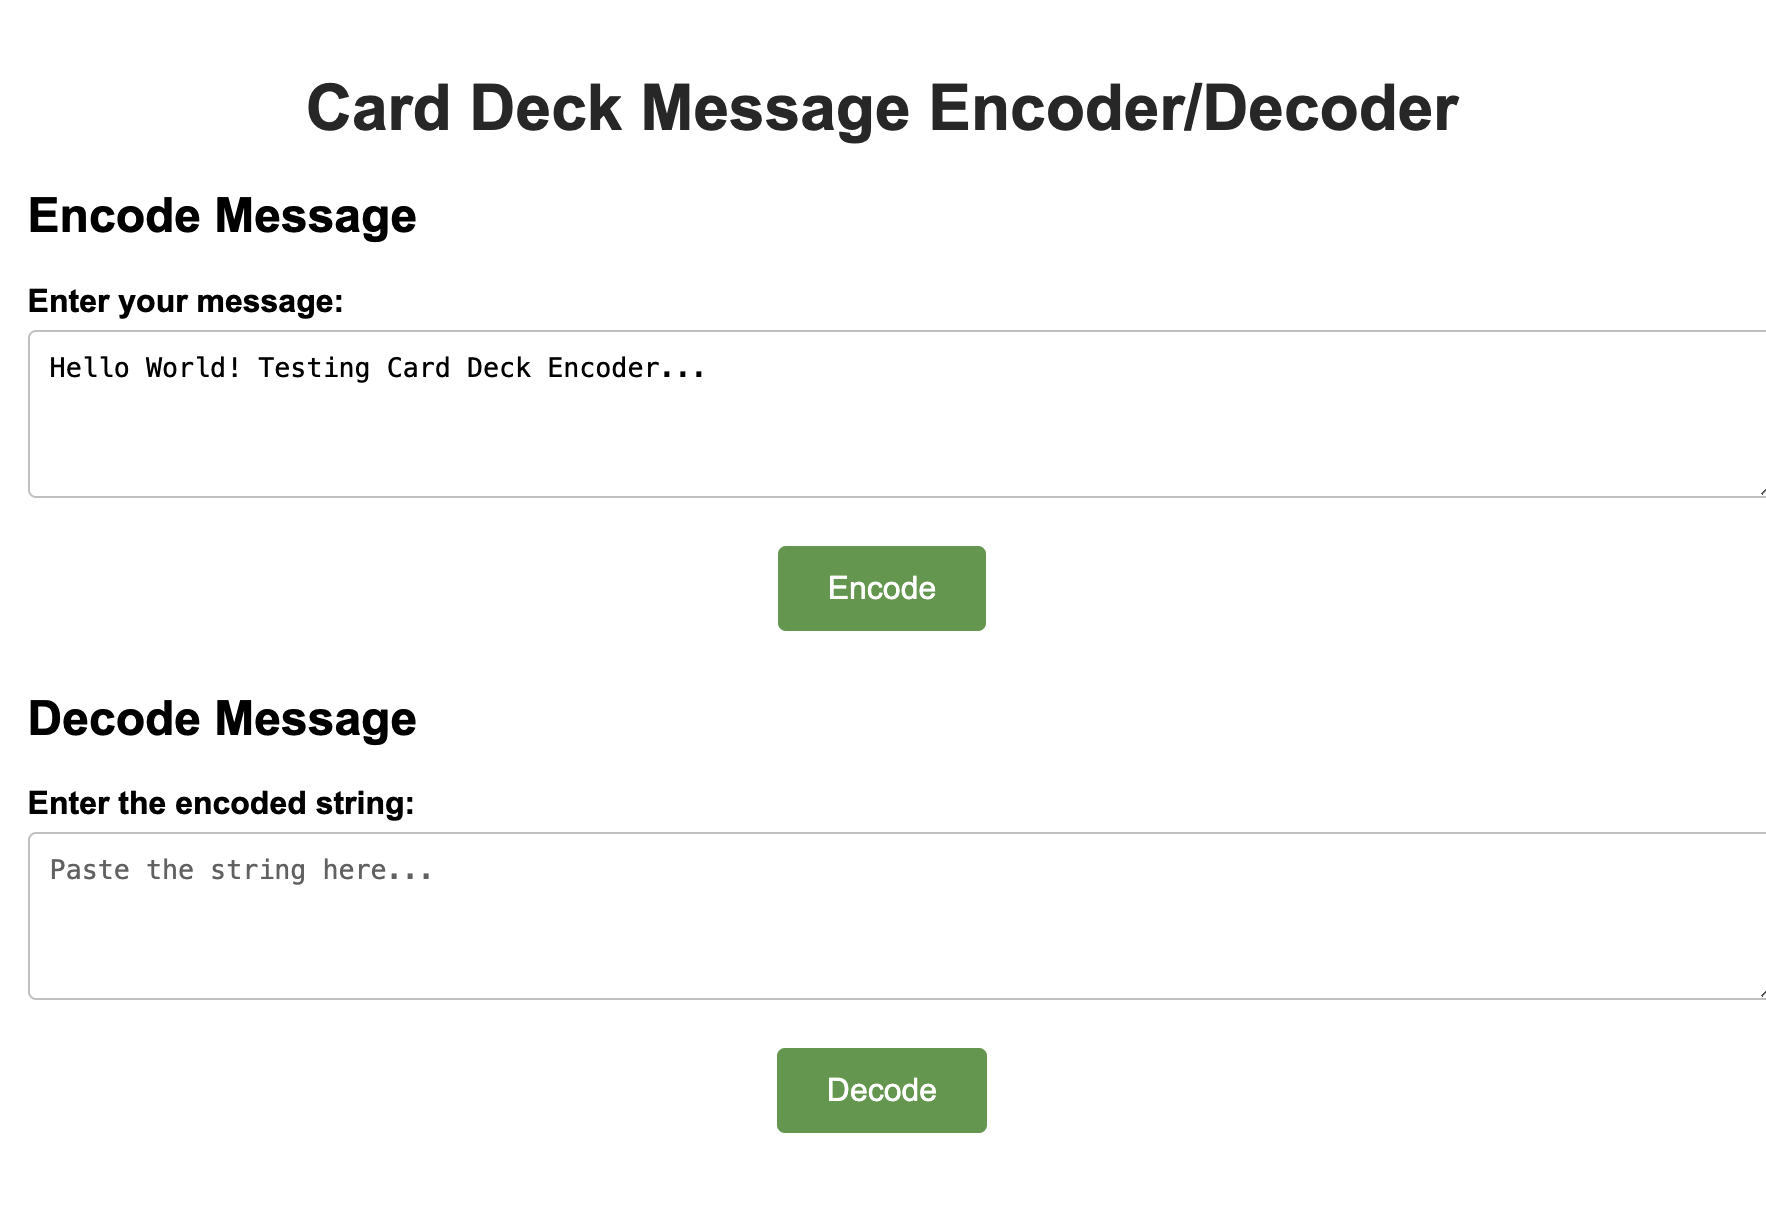 Card Deck Message Encoder/Decoder
Encode Message
Enter your message:
Hello World! Testing Card Deck Encoder...
Encode
Decode Message
Enter the encoded string:
Paste the string here...
Decode